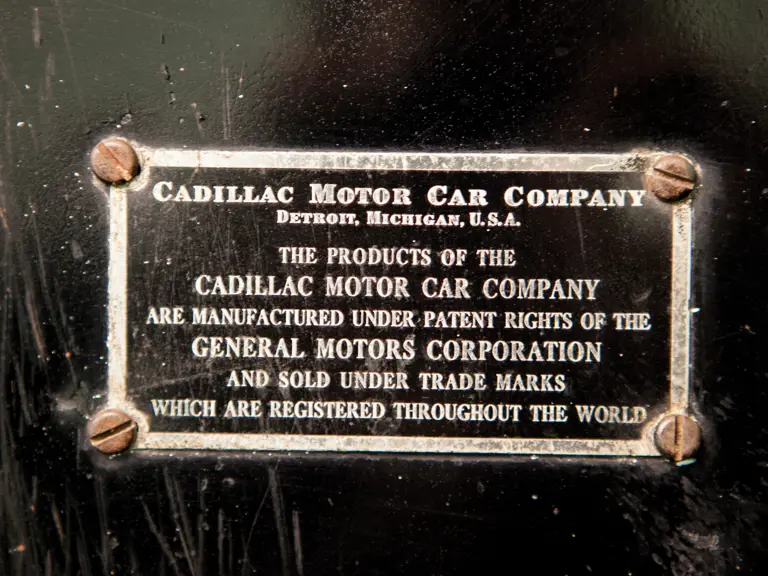 CADILLAC MOTOR CAR COMPANY
DETROIT, MICHIGAN, U.S.A.
THE PRODUCTS OF THE
CADILLAC MOTOR CAR COMPANY
ARE MANUFACTURED UNDER PATENT RIGHTS OF THE
GENERAL MOTORS CORPORATION
AND SOLD UNDER TRADE MARKS
WHICH ARE REGISTERED THROUGHOUT THE WORLD